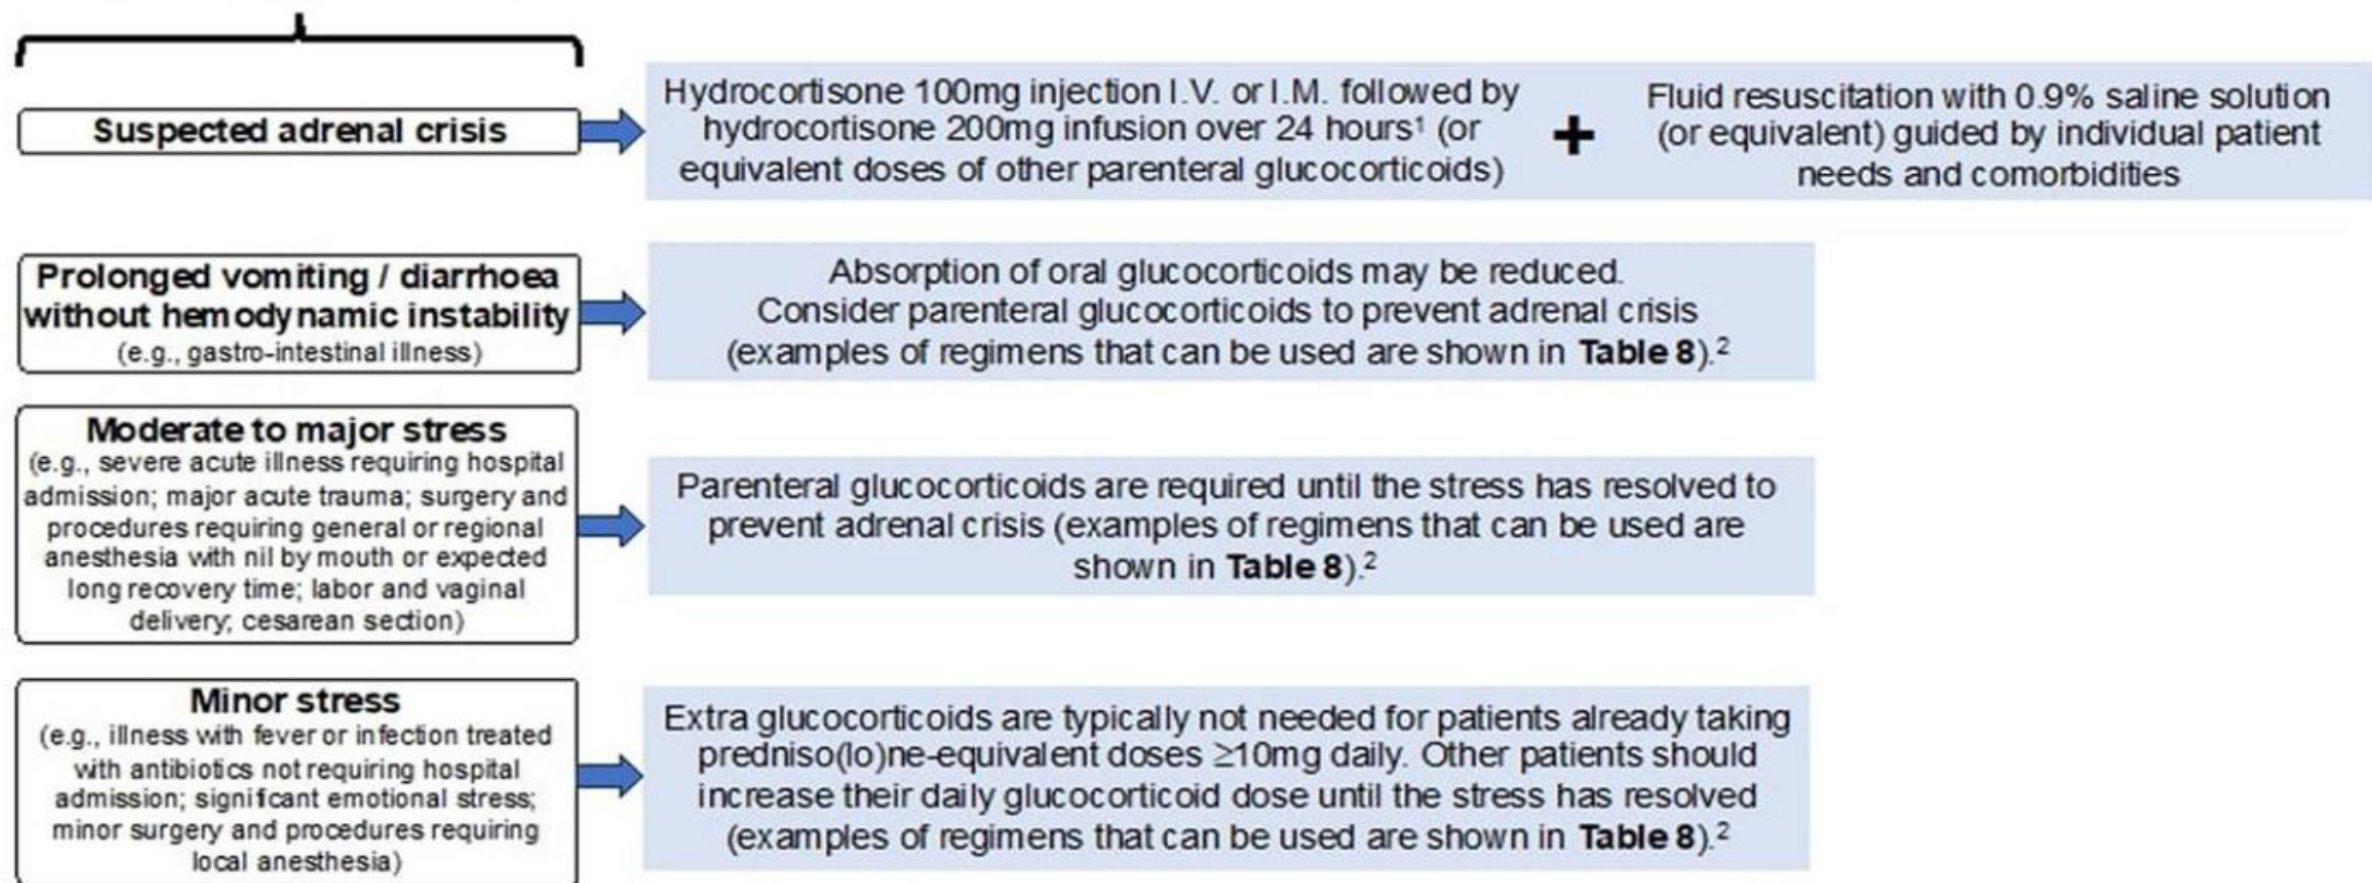 Suspected adrenal crisis
Hydrocortisone 100mg injection I.V. or I.M. followed by
hydrocortisone 200mg infusion over 24 hours¹ (or
equivalent doses of other parenteral glucocorticoids)
+
Fluid resuscitation with 0.9% saline solution
(or equivalent) guided by individual patient
needs and comorbidities
Prolonged vomiting / diarrhoea
without hemodynamic instability
(e.g., gastro-intestinal illness)
Absorption of oral glucocorticoids may be reduced.
Consider parenteral glucocorticoids to prevent adrenal crisis
(examples of regimens that can be used are shown in Table 8).²
Moderate to major stress
(e.g., severe acute illness requiring hospital
admission; major acute trauma; surgery and
procedures requiring general or regional
anesthesia with nil by mouth or expected
long recovery time; labor and vaginal
delivery; cesarean section)
Parenteral glucocorticoids are required until the stress has resolved to
prevent adrenal crisis (examples of regimens that can be used are
shown in Table 8).²
Minor stress
(e.g., illness with fever or infection treated
with antibiotics not requiring hospital
admission; signifcant emotional stress;
minor surgery and procedures requiring
local anesthesia)
Extra glucocorticoids are typically not needed for patients already taking
predniso(lo)ne-equivalent doses ≥10mg daily. Other patients should
increase their daily glucocorticoid dose until the stress has resolved
(examples of regimens that can be used are shown in Table 8).²